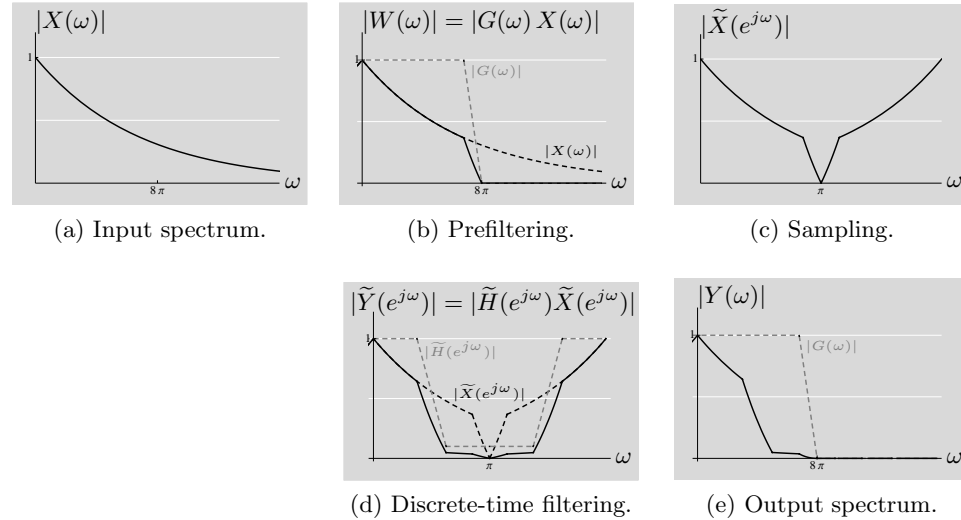 |X(ω)|
1
8π
ω
(a) Input spectrum.
|W(ω)| = |G(ω) X(ω)|
1
|G(ω)|
|X(ω)|
8π
ω
(b) Prefiltering.
|X̃(e^{jω})|
1
π
ω
(c) Sampling.
|Ỹ(e^{jω})| = |H̃(e^{jω})X̃(e^{jω})|
1
|H̃(e^{jω})|
|X̃(e^{jω})|
π
ω
(d) Discrete-time filtering.
|Y(ω)|
1
|G(ω)|
8π
ω
(e) Output spectrum.